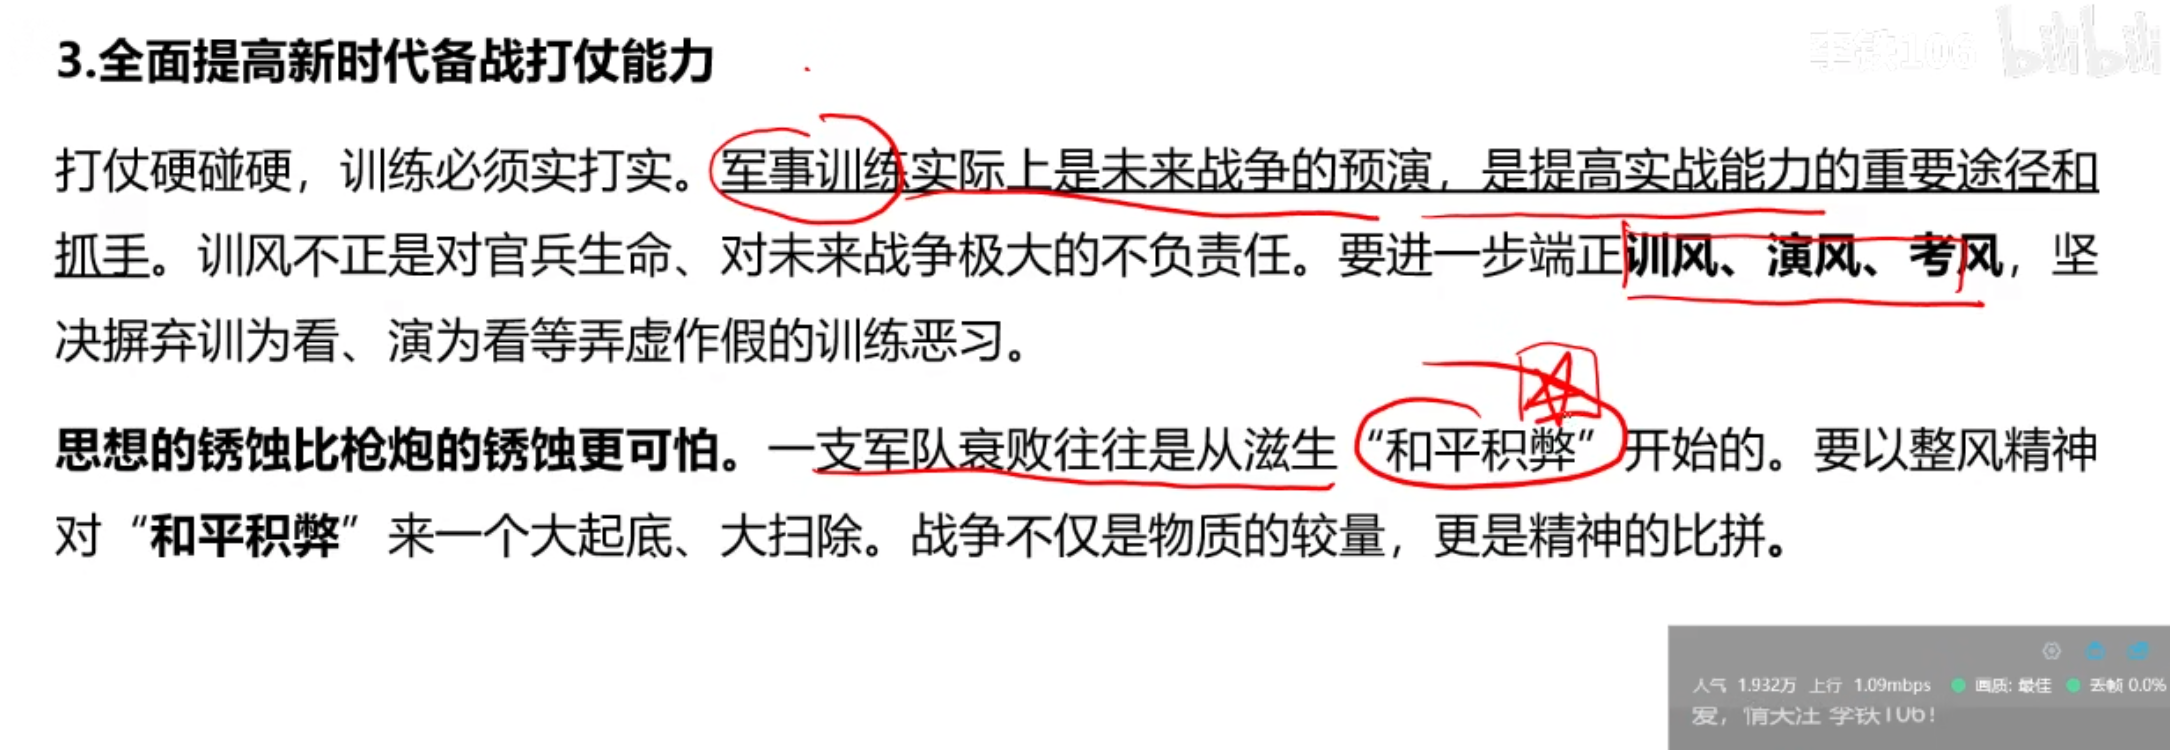 李铁106 bilibili
3.全面提高新时代备战打仗能力
打仗硬碰硬，训练必须实打实。军事训练实际上是未来战争的预演，是提高实战能力的重要途径和
抓手。训风不正是对官兵生命、对未来战争极大的不负责任。要进一步端正训风、演风、考风，坚
决摒弃训为看、演为看等弄虚作假的训练恶习。
思想的锈蚀比枪炮的锈蚀更可怕。一支军队衰败往往是从滋生“和平积弊”开始的。要以整风精神
对“和平积弊”来一个大起底、大扫除。战争不仅是物质的较量，更是精神的比拼。
人气 1.932万 上行 1.09mbps 画质: 最佳 丢帧 0.0%
爱，请关注 李铁106！